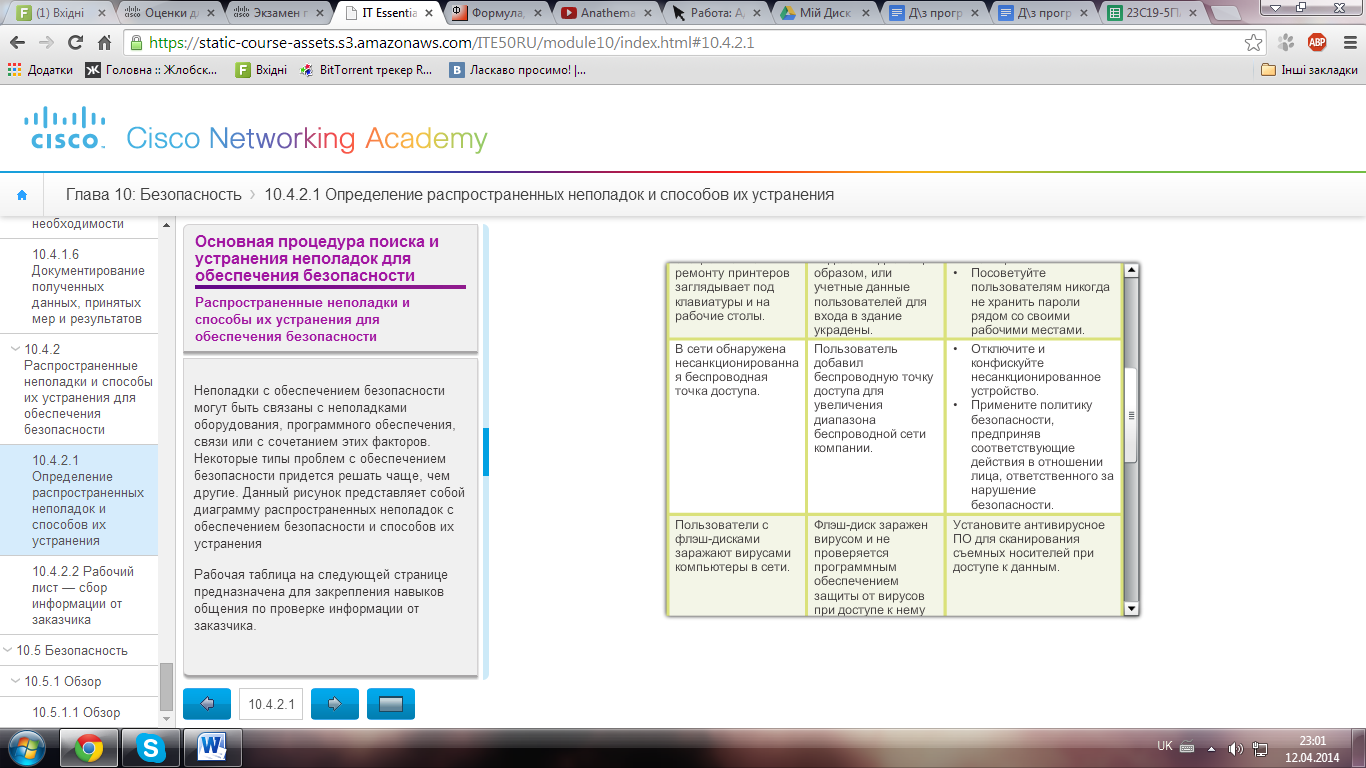 (1) Вхідні
Оценки дл
Экзамен г
IT Essentia
Формула,
Anathema
Работа: А
Мій Диск
Д\з прогр
Д\з прогр
23С19-5П
https://static-course-assets.s3.amazonaws.com/ITE50RU/module10/index.html#10.4.2.1
ABP
Додатки
Головна :: Жлобск...
Вхідні
BitTorrent трекер R...
Ласкаво просимо! |...
Інші закладки
CISCO
Cisco Networking Academy
Глава 10: Безопасность
10.4.2.1 Определение распространенных неполадок и способов их устранения
необходимости
10.4.1.6
Документирование
полученных
данных, принятых
мер и результатов
10.4.2
Распространенные
неполадки и способы
их устранения для
обеспечения
безопасности
10.4.2.1
Определение
распространенных
неполадок и
способов их
устранения
10.4.2.2 Рабочий
лист — сбор
информации от
заказчика
10.5 Безопасность
10.5.1 Обзор
10.5.1.1 Обзор
Основная процедура поиска и
устранения неполадок для
обеспечения безопасности
Распространенные неполадки и
способы их устранения для
обеспечения безопасности
Неполадки с обеспечением безопасности
могут быть связаны с неполадками
оборудования, программного обеспечения,
связи или с сочетанием этих факторов.
Некоторые типы проблем с обеспечением
безопасности придется решать чаще, чем
другие. Данный рисунок представляет собой
диаграмму распространенных неполадок с
обеспечением безопасности и способов их
устранения
Рабочая таблица на следующей странице
предназначена для закрепления навыков
общения по проверке информации от
заказчика.
10.4.2.1
ремонту принтеров
заглядывает под
клавиатуры и на
рабочие столы.
образом, или
учетные данные
пользователей для
входа в здание
украдены.
• Посоветуйте
пользователям никогда
не хранить пароли
рядом со своими
рабочими местами.
В сети обнаружена
несанкционированна
я беспроводная
точка доступа.
Пользователь
добавил
беспроводную точку
доступа для
увеличения
диапазона
беспроводной сети
компании.
• Отключите и
конфискуйте
несанкционированное
устройство.
• Примените политику
безопасности,
предприняв
соответствующие
действия в отношении
лица, ответственного за
нарушение
безопасности.
Пользователи с
флэш-дисками
заражают вирусами
компьютеры в сети.
Флэш-диск заражен
вирусом и не
проверяется
программным
обеспечением
защиты от вирусов
при доступе к нему
Установите антивирусное
ПО для сканирования
съемных носителей при
доступе к данным.
UK
23:01
12.04.2014